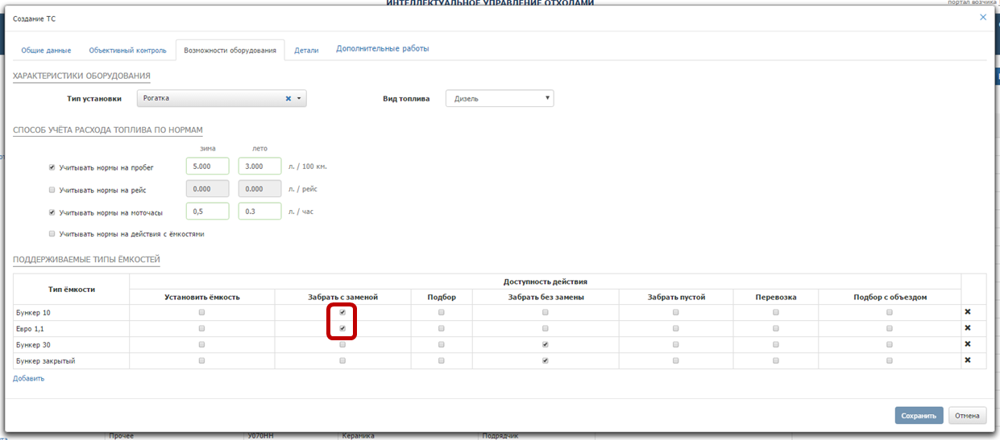 ИНТЕЛЛЕКТУАЛЬНОЕ УПРАВЛЕНИЕ ОТХОДАМИ
портал возчика
Создание ТС
Общие данные Объективный контроль Возможности оборудования Детали Дополнительные работы
ХАРАКТЕРИСТИКИ ОБОРУДОВАНИЯ
Тип установки Рогатка Вид топлива Дизель
СПОСОБ УЧЁТА РАСХОДА ТОПЛИВА ПО НОРМАМ
зима лето
Учитывать нормы на пробег 5.000 3.000 л. / 100 км.
Учитывать нормы на рейс 0.000 0.000 л. / рейс
Учитывать нормы на моточасы 0,5 0.3 л. / час
Учитывать нормы на действия с ёмкостями
ПОДДЕРЖИВАЕМЫЕ ТИПЫ ЁМКОСТЕЙ
Тип ёмкости Доступность действия
Установить ёмкость Забрать с заменой Подбор Забрать без замены Забрать пустой Перевозка Подбор с объездом
Бункер 10
Евро 1,1
Бункер 30
Бункер закрытый
Добавить
Сохранить Отмена
Прочее У070НН Керамика Подрядчик